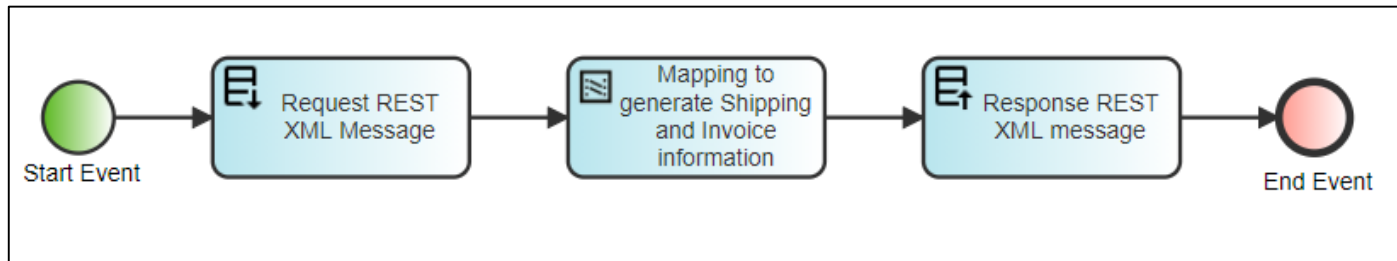 Start Event
Request REST
XML Message
Mapping to
generate Shipping
and Invoice
information
Response REST
XML message
End Event